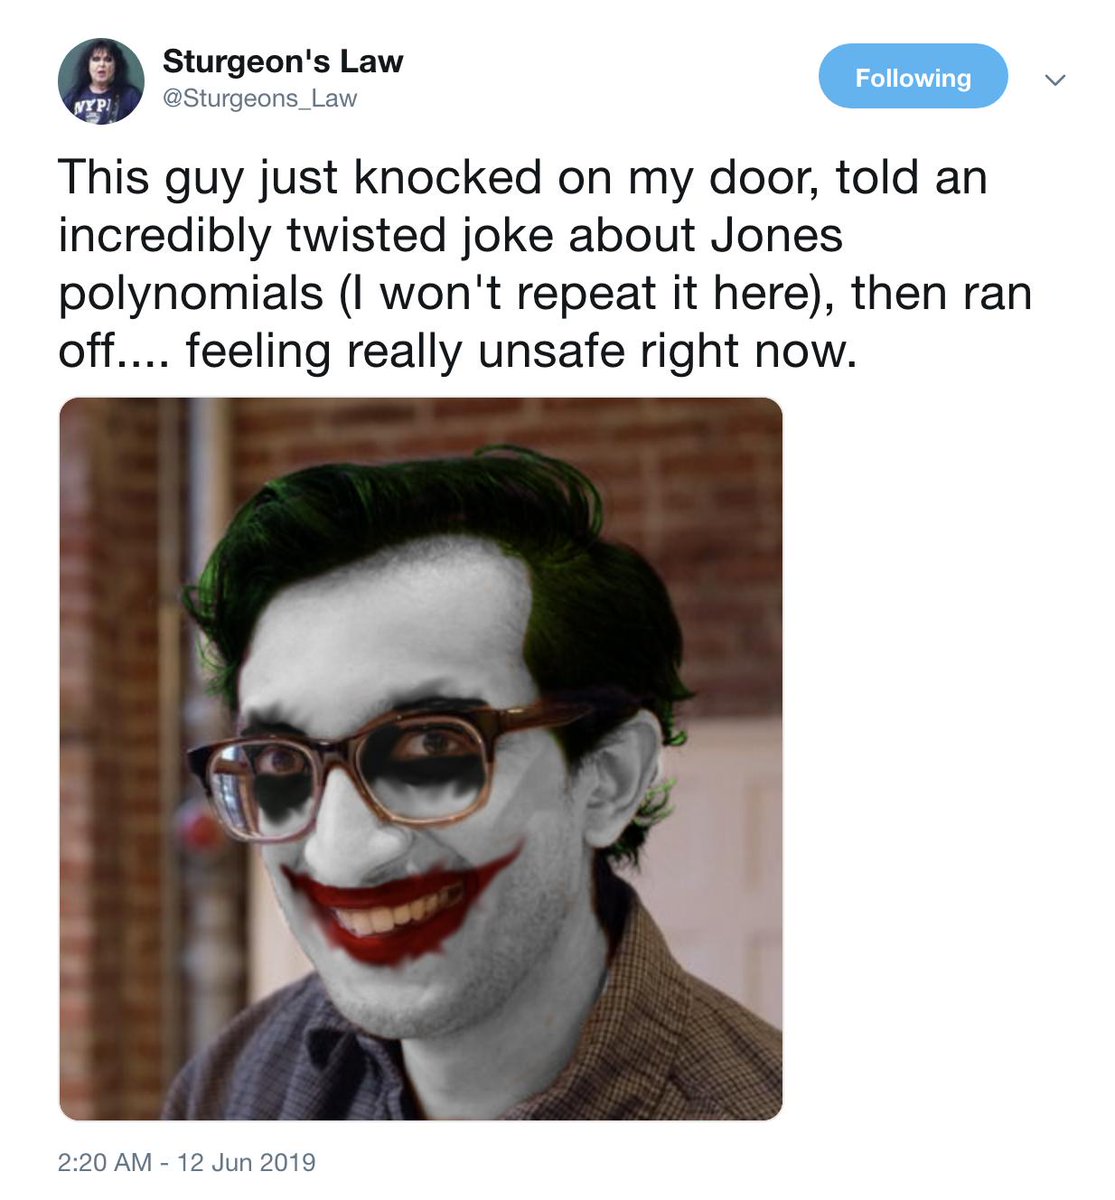 Sturgeon's Law
@Sturgeons_Law
Following
This guy just knocked on my door, told an
incredibly twisted joke about Jones
polynomials (I won't repeat it here), then ran
off.... feeling really unsafe right now.
2:20 AM - 12 Jun 2019